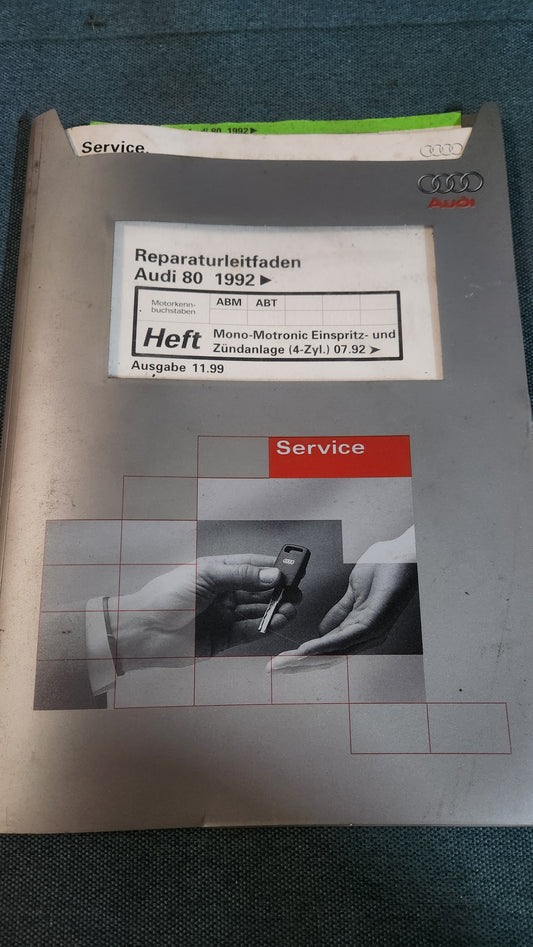 Audi 80 1992
Service.
Audi
Reparaturleitfaden
Audi 80 1992 ➤
Motorkenn-
buchstaben
ABM ABT
Heft
Mono-Motronic Einspritz- und
Zündanlage (4-Zyl.) 07.92 ➤
Ausgabe 11.99
Service